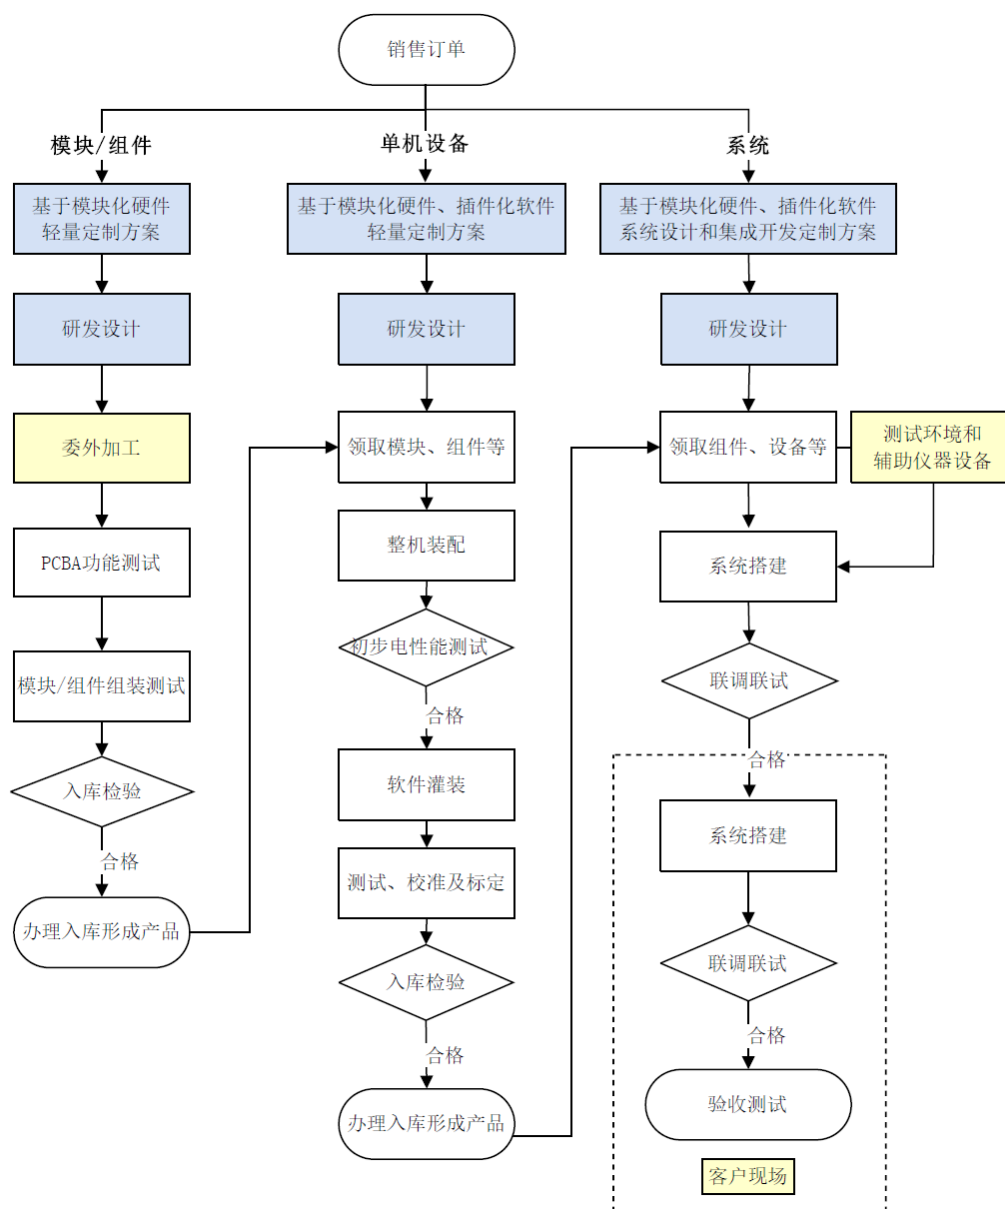 销售订单
模块/组件
基于模块化硬件
轻量定制方案
研发设计
委外加工
PCBA功能测试
模块/组件组装测试
入库检验
合格
办理入库形成产品
单机设备
基于模块化硬件、插件化软件
轻量定制方案
研发设计
领取模块、组件等
整机装配
初步电性能测试
合格
软件灌装
测试、校准及标定
入库检验
合格
办理入库形成产品
系统
基于模块化硬件、插件化软件
系统设计和集成开发定制方案
研发设计
领取组件、设备等
测试环境和
辅助仪器设备
系统搭建
联调联试
合格
系统搭建
联调联试
合格
验收测试
客户现场